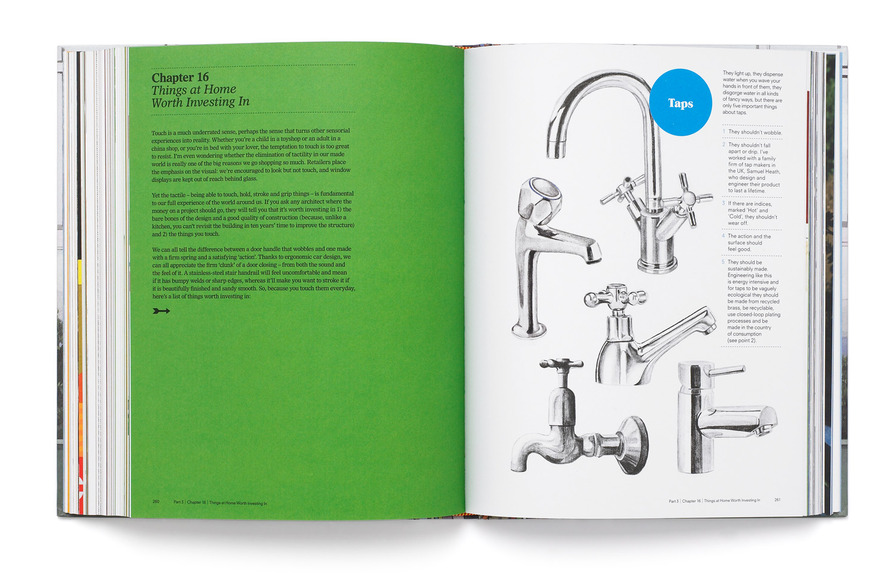 Chapter 16
Things at Home
Worth Investing In
Touch is a much underrated sense, perhaps the sense that turns other sensorial
experiences into reality. Whether you're a child in a toyshop or an adult in a
china shop, or you're in bed with your lover, the temptation to touch is too great
to resist. I'm even wondering whether the elimination of tactility in our made
world is really one of the big reasons we go shopping so much. Retailers place
the emphasis on the visual: we're encouraged to look but not touch, and window
displays are kept out of reach behind glass.
Yet the tactile – being able to touch, hold, stroke and grip things – is fundamental
to our full experience of the world around us. If you ask any architect where the
money on a project should go, they will tell you that it's worth investing in 1) the
bare bones of the design and a good quality of construction (because, unlike a
kitchen, you can't revisit the building in ten years' time to improve the structure)
and 2) the things you touch.
We can all tell the difference between a door handle that wobbles and one made
with a firm spring and a satisfying 'action'. Thanks to ergonomic car design, we
can all appreciate the firm 'clunk' of a door closing – from both the sound and
the feel of it. A stainless-steel stair handrail will feel uncomfortable and mean
if it has bumpy welds or sharp edges, whereas it'll make you want to stroke it if
it is beautifully finished and sandy smooth. So, because you touch them everyday,
here's a list of things worth investing in:
280 Part 3 | Chapter 16 | Things at Home Worth Investing In
Taps
They light up, they dispense
water when you wave your
hands in front of them, they
disgorge water in all kinds
of fancy ways, but there are
only five important things
about taps.
1 They shouldn't wobble.
2 They shouldn't fall
apart or drip. I've
worked with a family
firm of tap makers in
the UK, Samuel Heath,
who design and
engineer their product
to last a lifetime.
3 If there are indices,
marked 'Hot' and
'Cold', they shouldn't
wear off.
4 The action and the
surface should
feel good.
5 They should be
sustainably made.
Engineering like this
is energy intensive and
for taps to be vaguely
ecological they should
be made from recycled
brass, be recyclable,
use closed-loop plating
processes and be
made in the country
of consumption
(see point 2).
Part 3 | Chapter 16 | Things at Home Worth Investing In 281